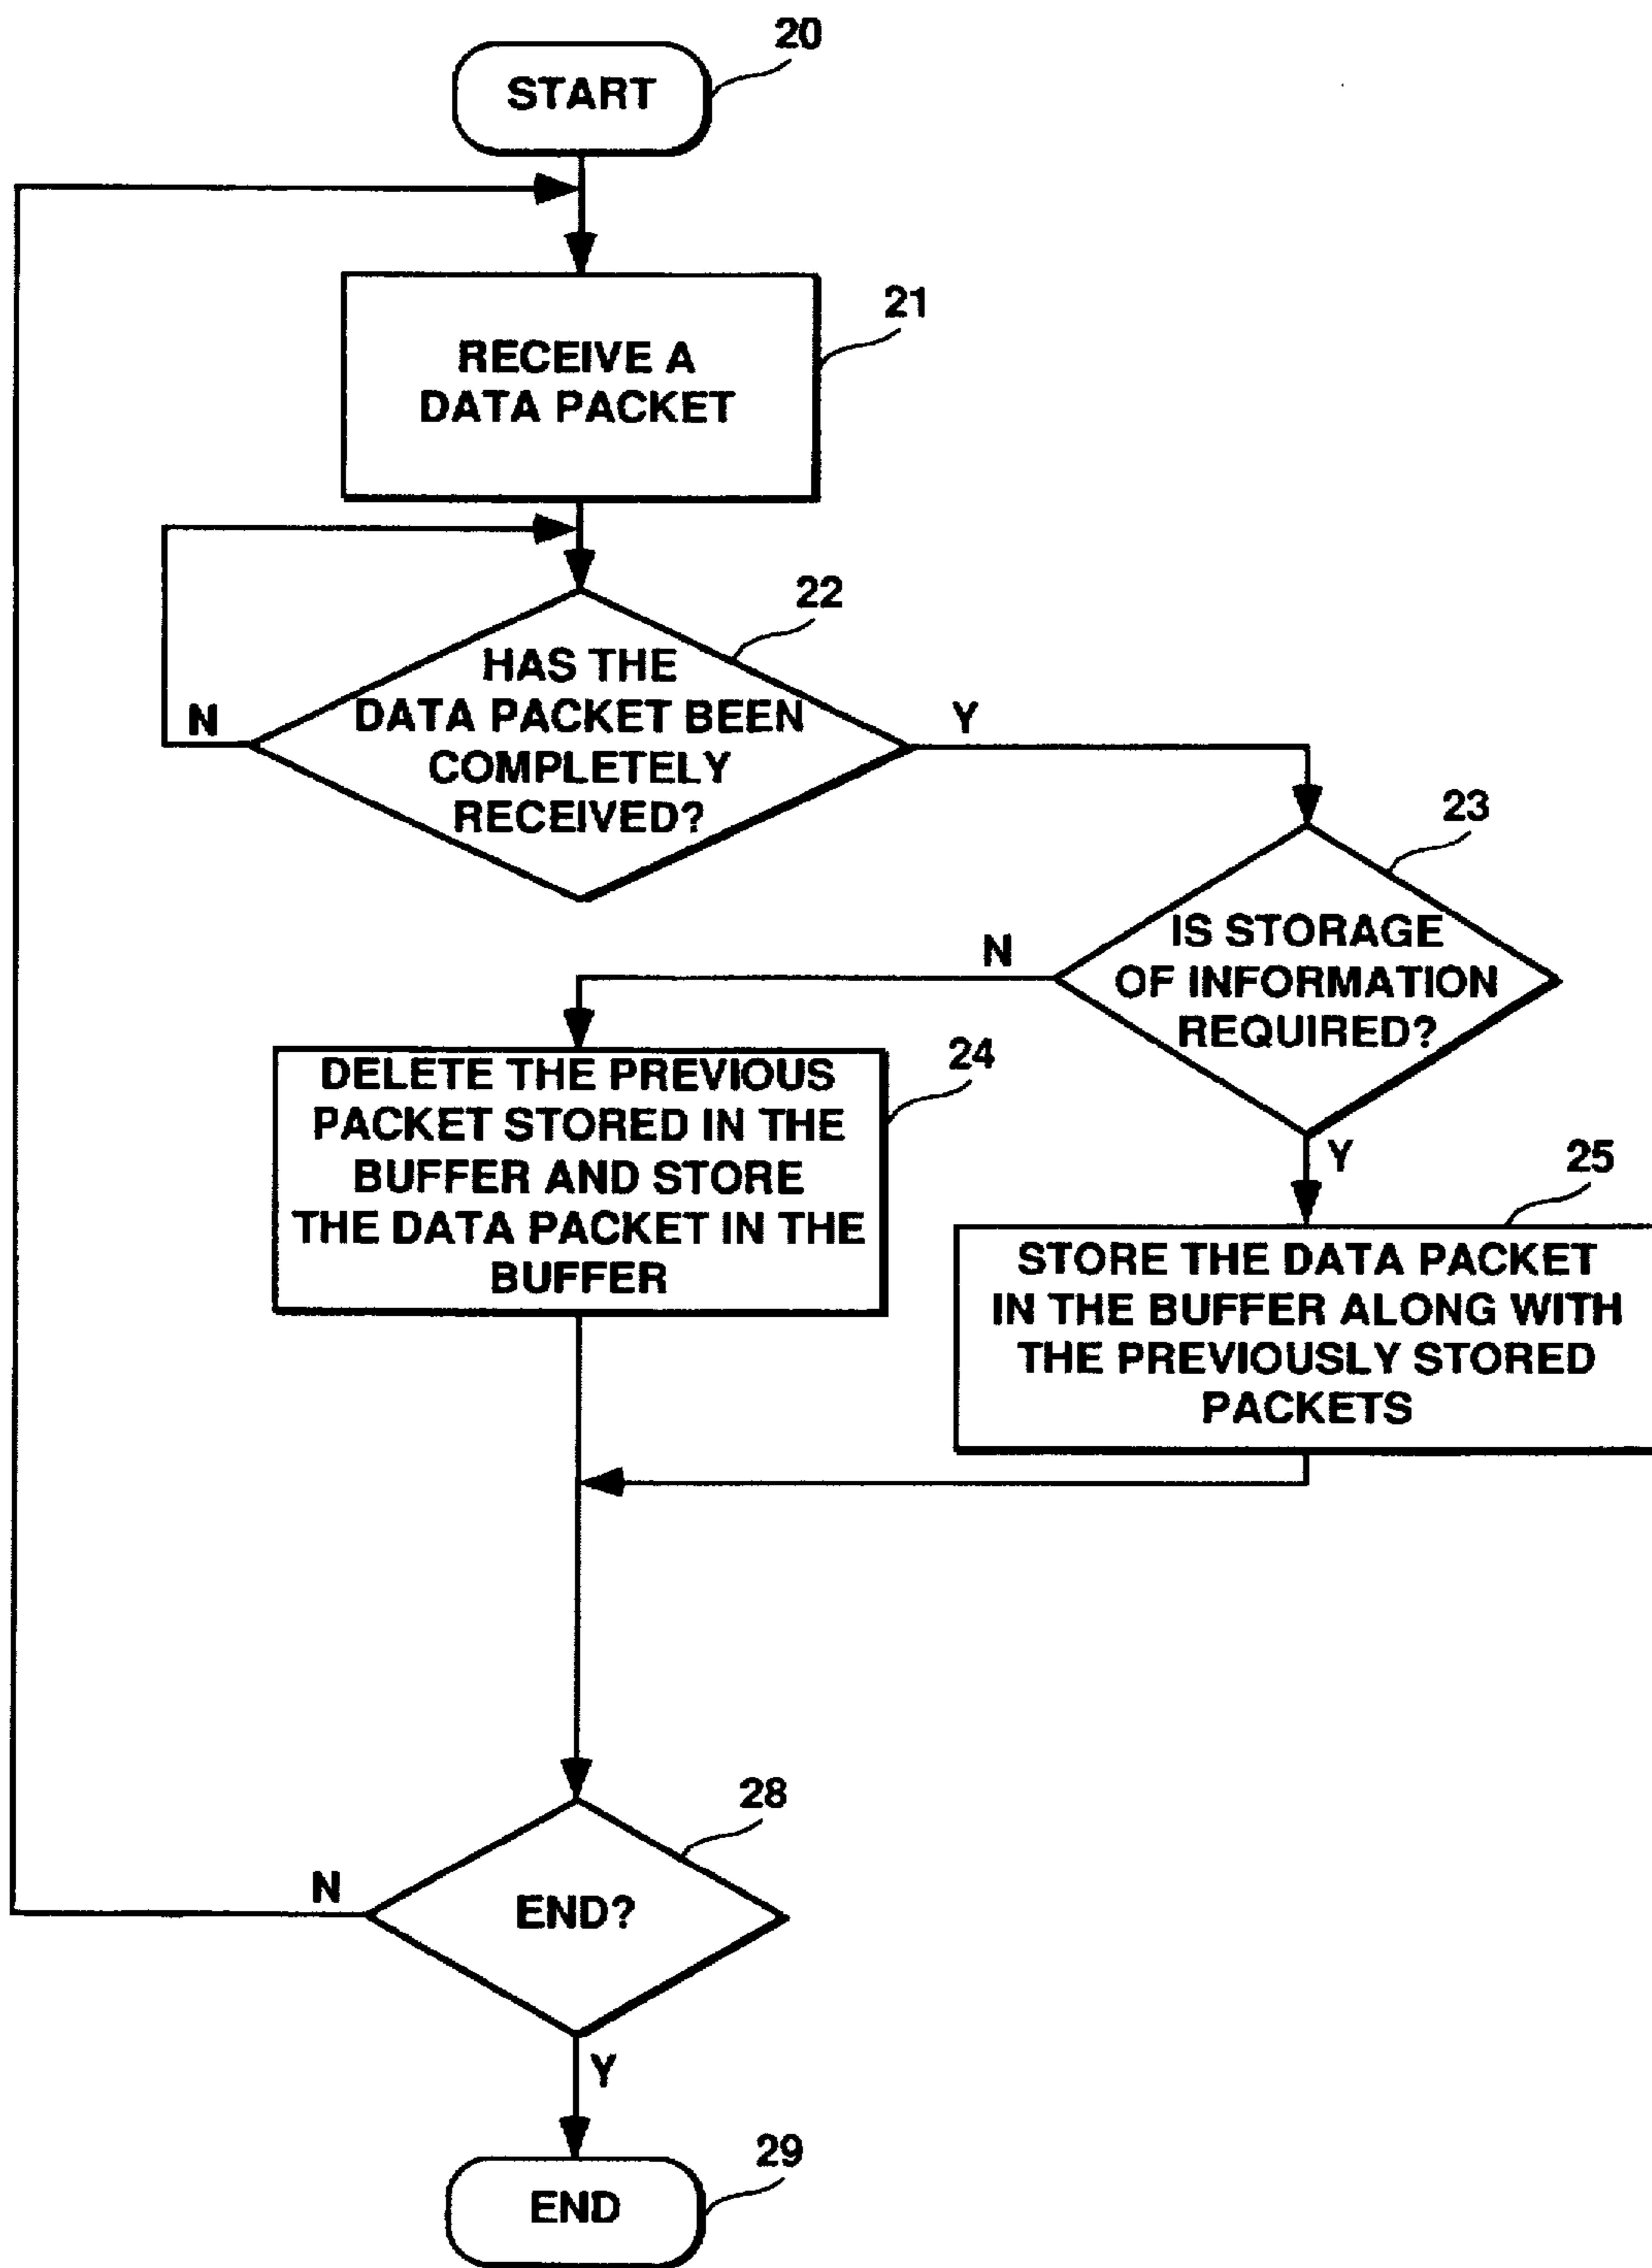 20
START
21
RECEIVE A
DATA PACKET
22
HAS THE
DATA PACKET BEEN
COMPLETELY
RECEIVED?
N
Y
23
IS STORAGE
OF INFORMATION
REQUIRED?
N
Y
24
DELETE THE PREVIOUS
PACKET STORED IN THE
BUFFER AND STORE
THE DATA PACKET IN THE
BUFFER
25
STORE THE DATA PACKET
IN THE BUFFER ALONG WITH
THE PREVIOUSLY STORED
PACKETS
28
END?
N
Y
29
END